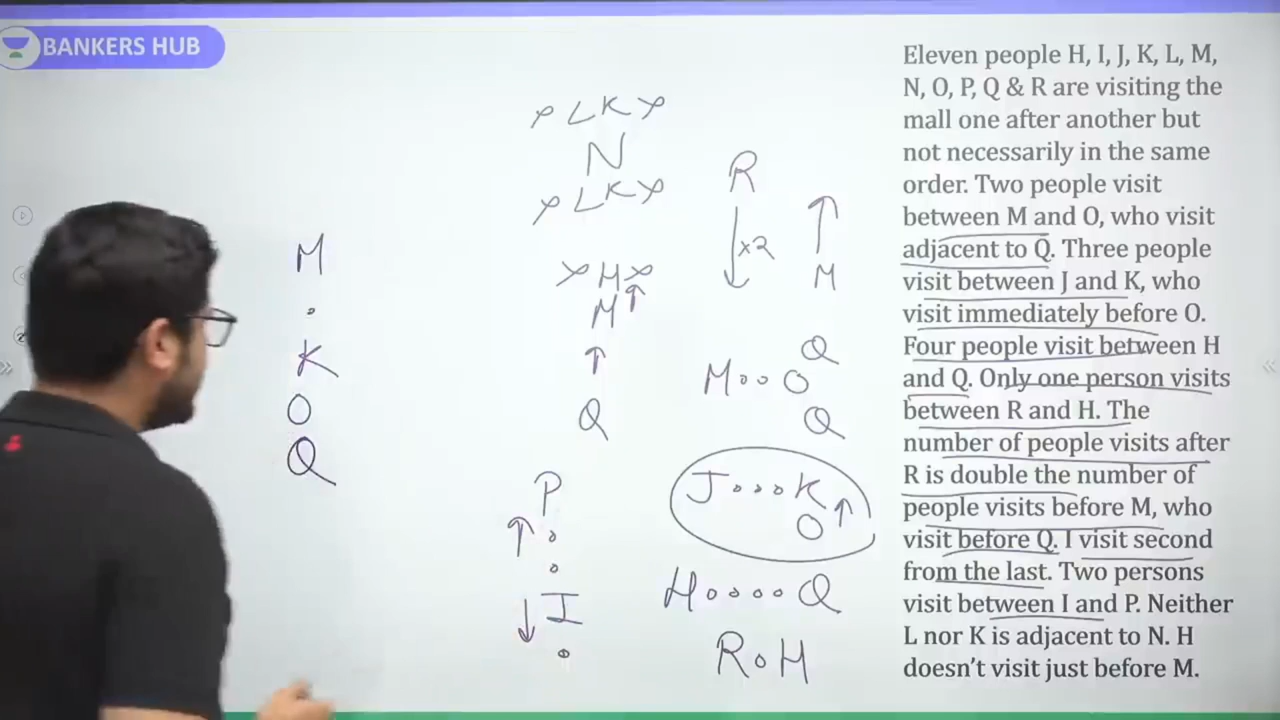 BANKERS HUB
Eleven people H, I, J, K, L, M,
N, O, P, Q & R are visiting the
mall one after another but
not necessarily in the same
order. Two people visit
between M and O, who visit
adjacent to Q. Three people
visit between J and K, who
visit immediately before O.
Four people visit between H
and Q. Only one person visits
between R and H. The
number of people visits after
R is double the number of
people visits before M, who
visit before Q. I visit second
from the last. Two persons
visit between I and P. Neither
L nor K is adjacent to N. H
doesn't visit just before M.
M
K
O
Q
× L K ×
N
× L K ×
× M ×
M ↑
↑
Q
P
↑
↓ I
R
↓ ×2
↑
M
Q
M o o O
Q
J o o o K
O ↑
H o o o o Q
R o H